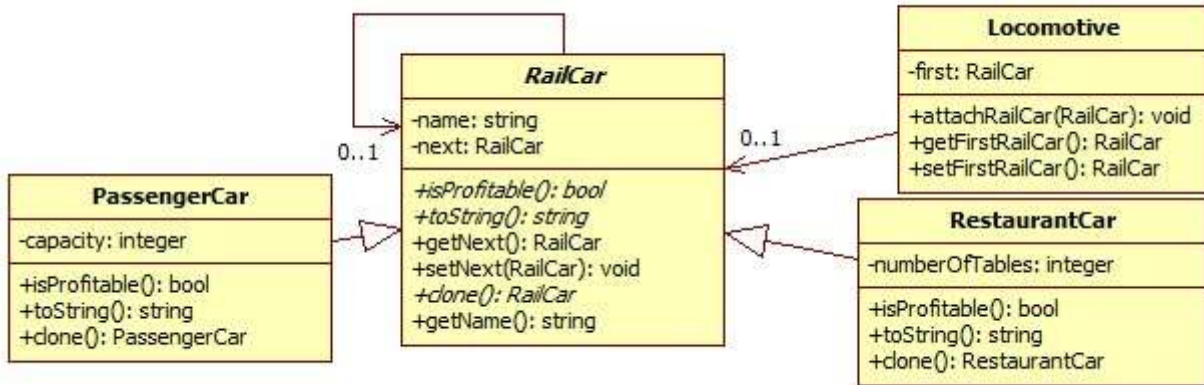 RailCar
-name: string
-next: RailCar
+isProfitable(): bool
+toString(): string
+getNext(): RailCar
+setNext(RailCar): void
+clone(): RailCar
+getName(): string
0..1
0..1
Locomotive
-first: RailCar
+attachRailCar(RailCar): void
+getFirstRailCar(): RailCar
+setFirstRailCar(): RailCar
PassengerCar
-capacity: integer
+isProfitable(): bool
+toString(): string
+clone(): PassengerCar
RestaurantCar
-numberOfTables: integer
+isProfitable(): bool
+toString(): string
+clone(): RestaurantCar